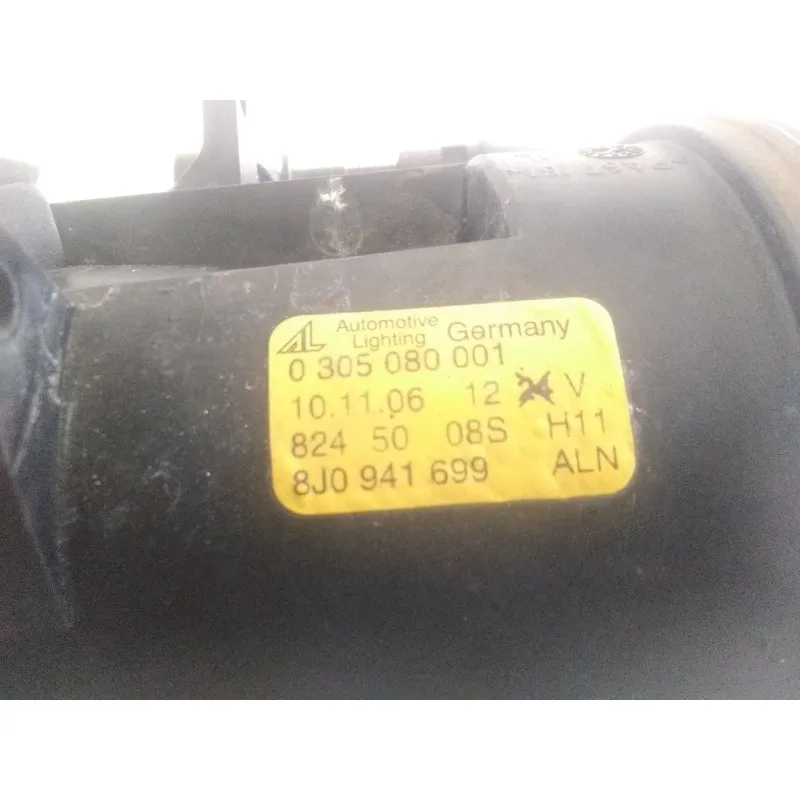 AL Automotive Lighting Germany
0 305 080 001
10.11.06 12 24 V
824 50 08S H11
8J0 941 699 ALN